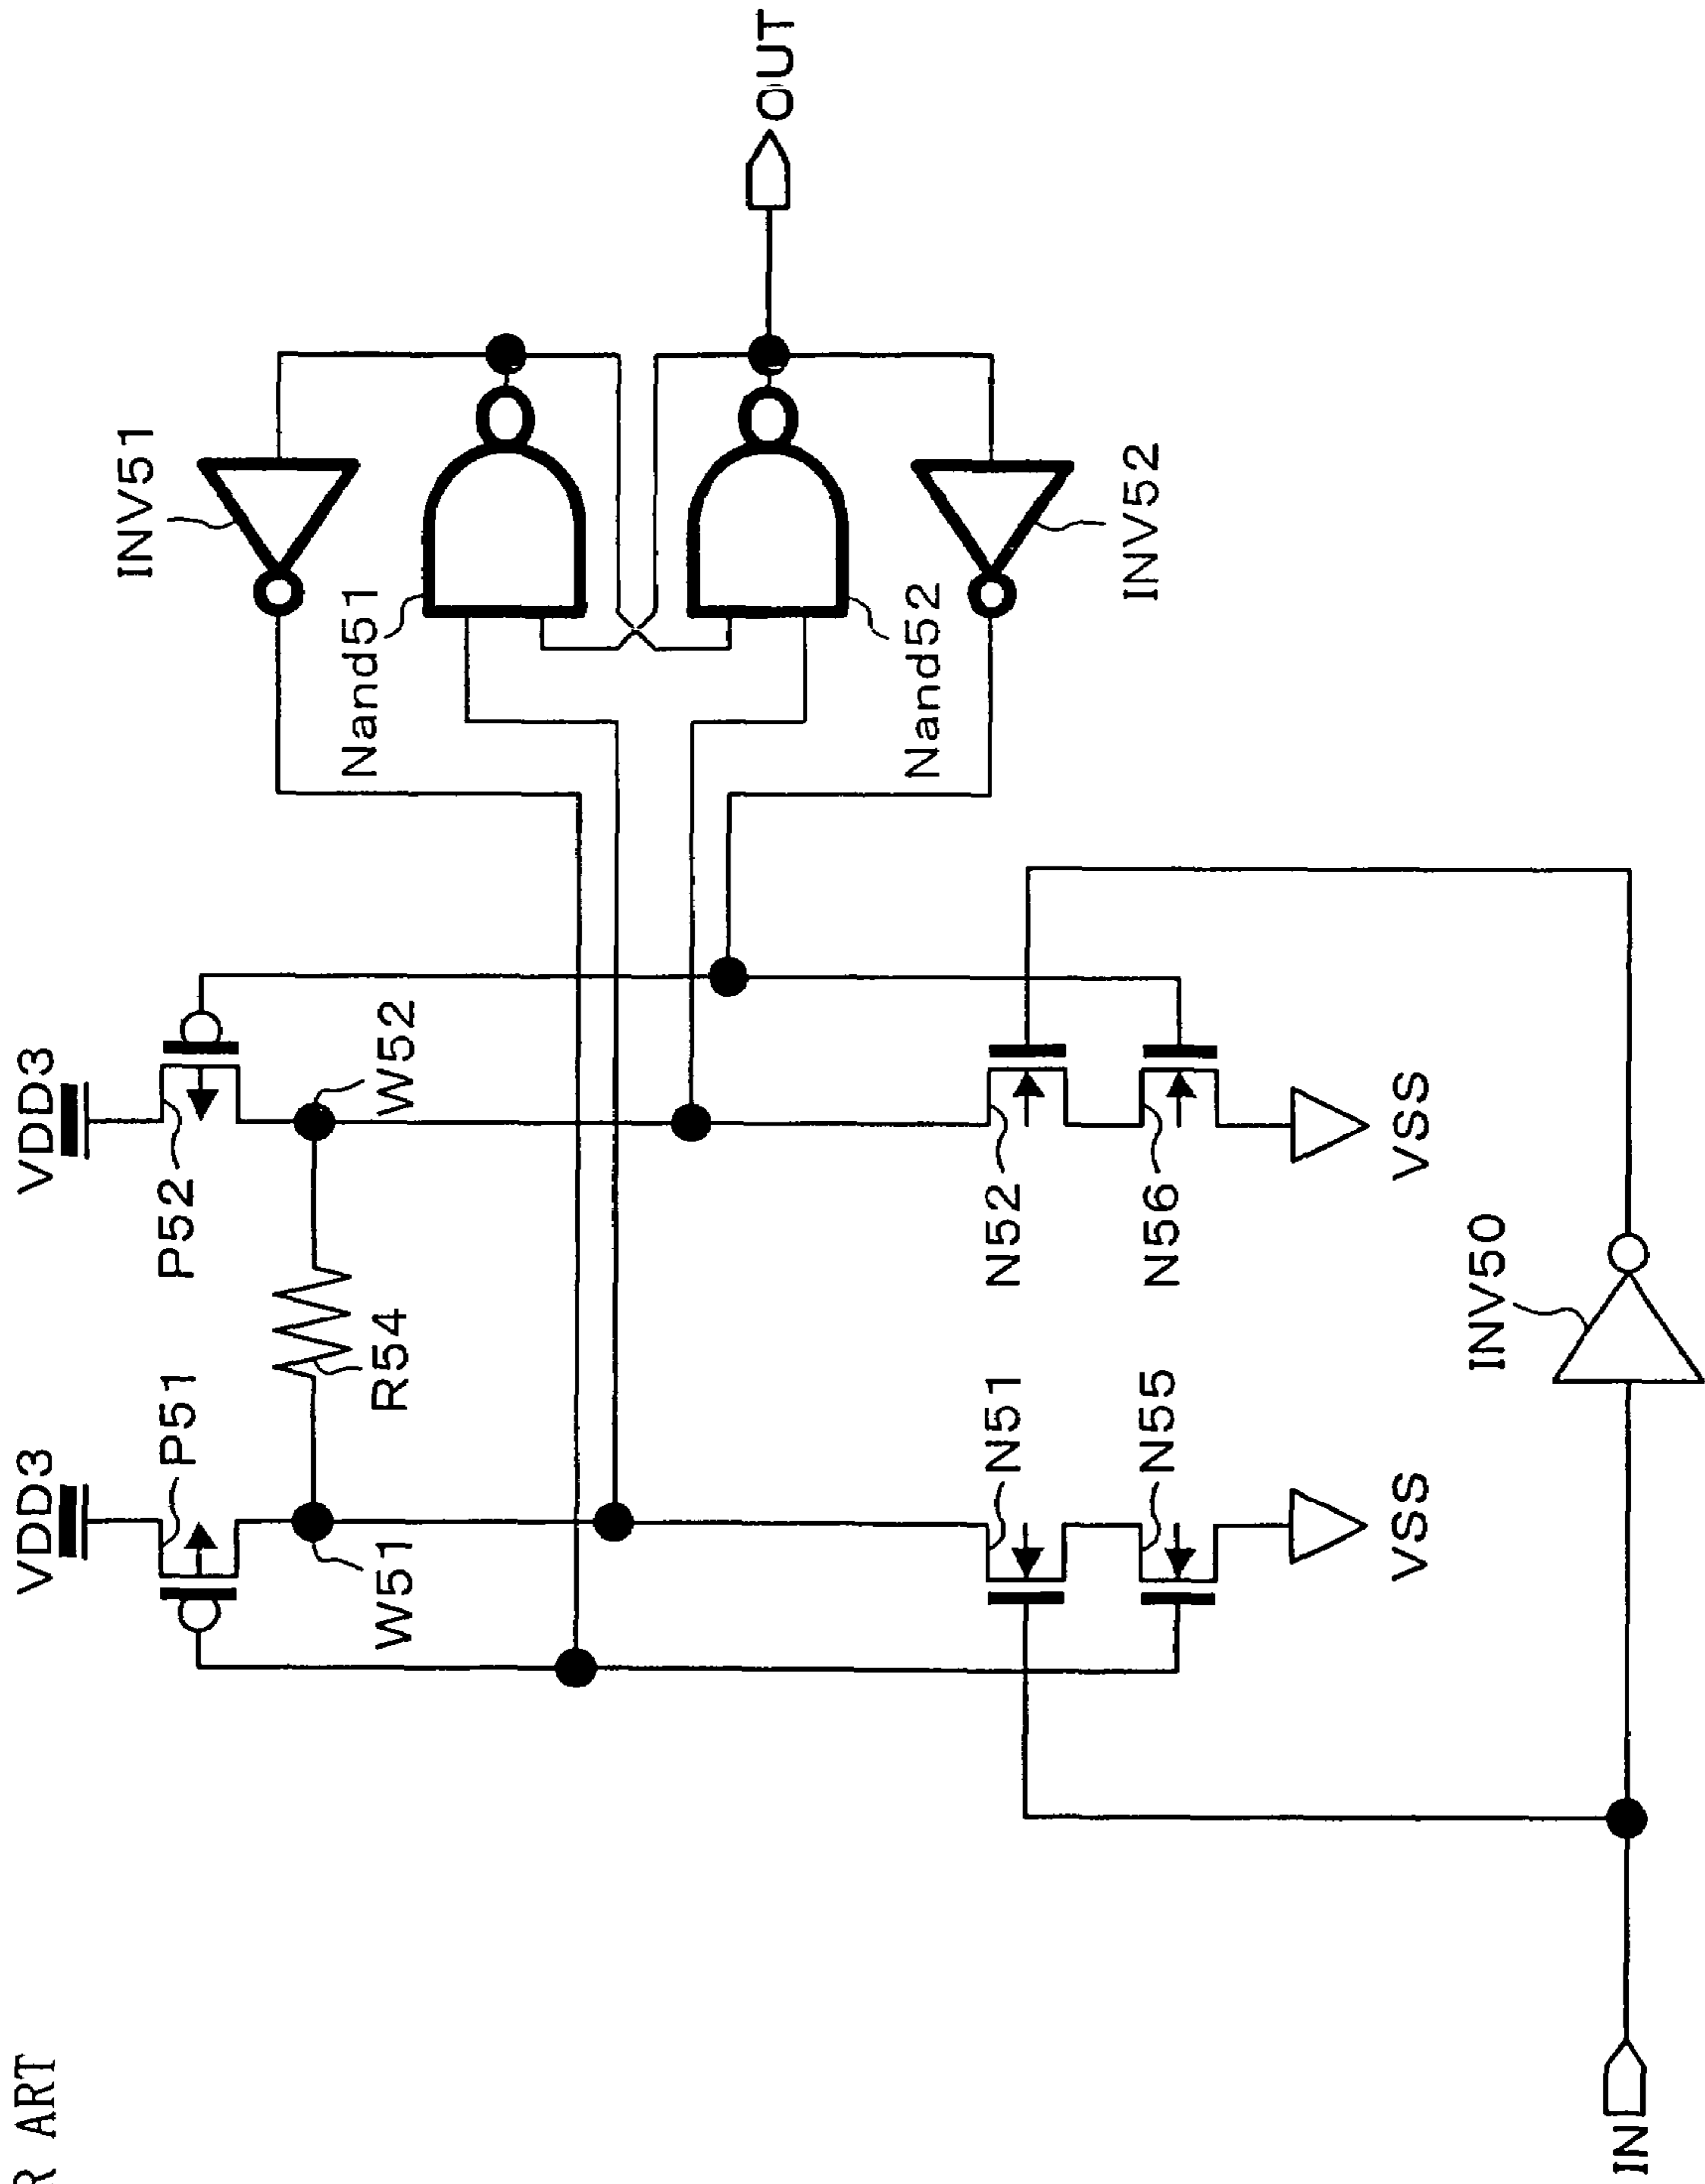 R ART
VDD3
VDD3
P51
P52
W51
R54
W52
INV51
Nand51
Nand52
INV52
OUT
N51
N52
N55
N56
VSS
VSS
INV50
IN